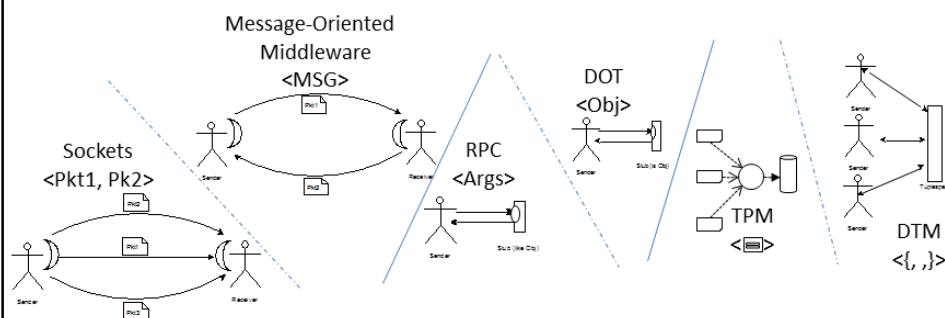 Message-Oriented
Middleware
<MSG>
Pkt1
Sender
Receiver
Pkt2
Sockets
<Pkt1, Pk2>
Pkt2
Pkt1
Sender
Receiver
Pkt3
RPC
<Args>
Sender
Stub (like Obj)
DOT
<Obj>
Sender
Stub (is Obj)
TPM
< >
Sender
Sender
Sender
Tuplespa
DTM
<{, ,}>